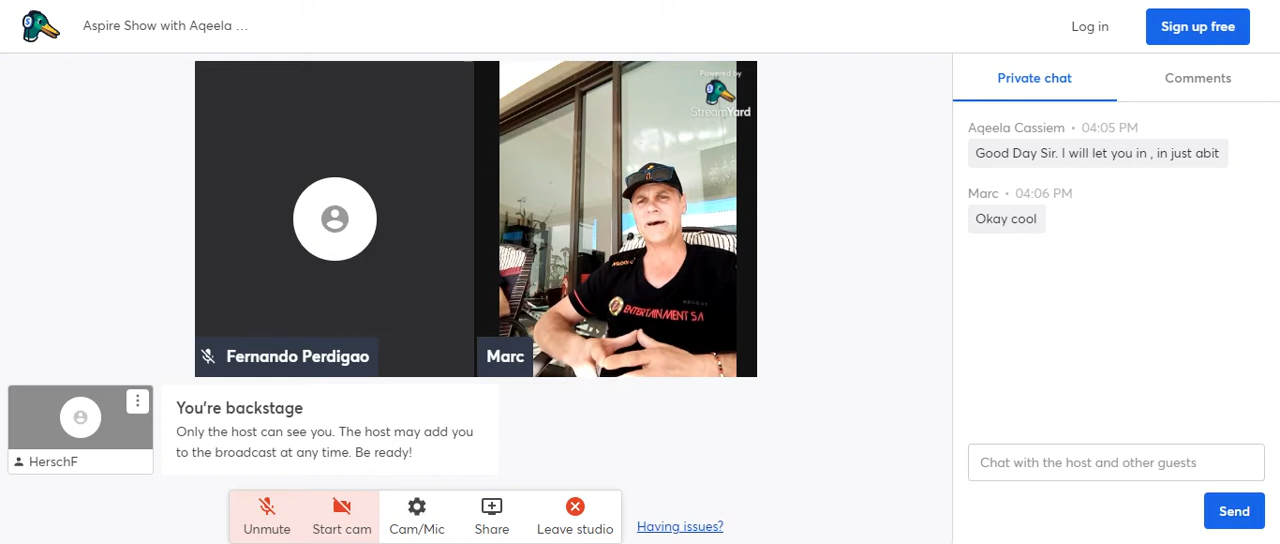 Aspire Show with Aqeela ...
Log in
Sign up free
Powered by
StreamYard
ENTERTAINMENT SA
Fernando Perdigao
Marc
Private chat
Comments
Aqeela Cassiem • 04:05 PM
Good Day Sir. I will let you in , in just abit
Marc • 04:06 PM
Okay cool
HerschF
You're backstage
Only the host can see you. The host may add you
to the broadcast at any time. Be ready!
Chat with the host and other guests
Send
Unmute
Start cam
Cam/Mic
Share
Leave studio
Having issues?